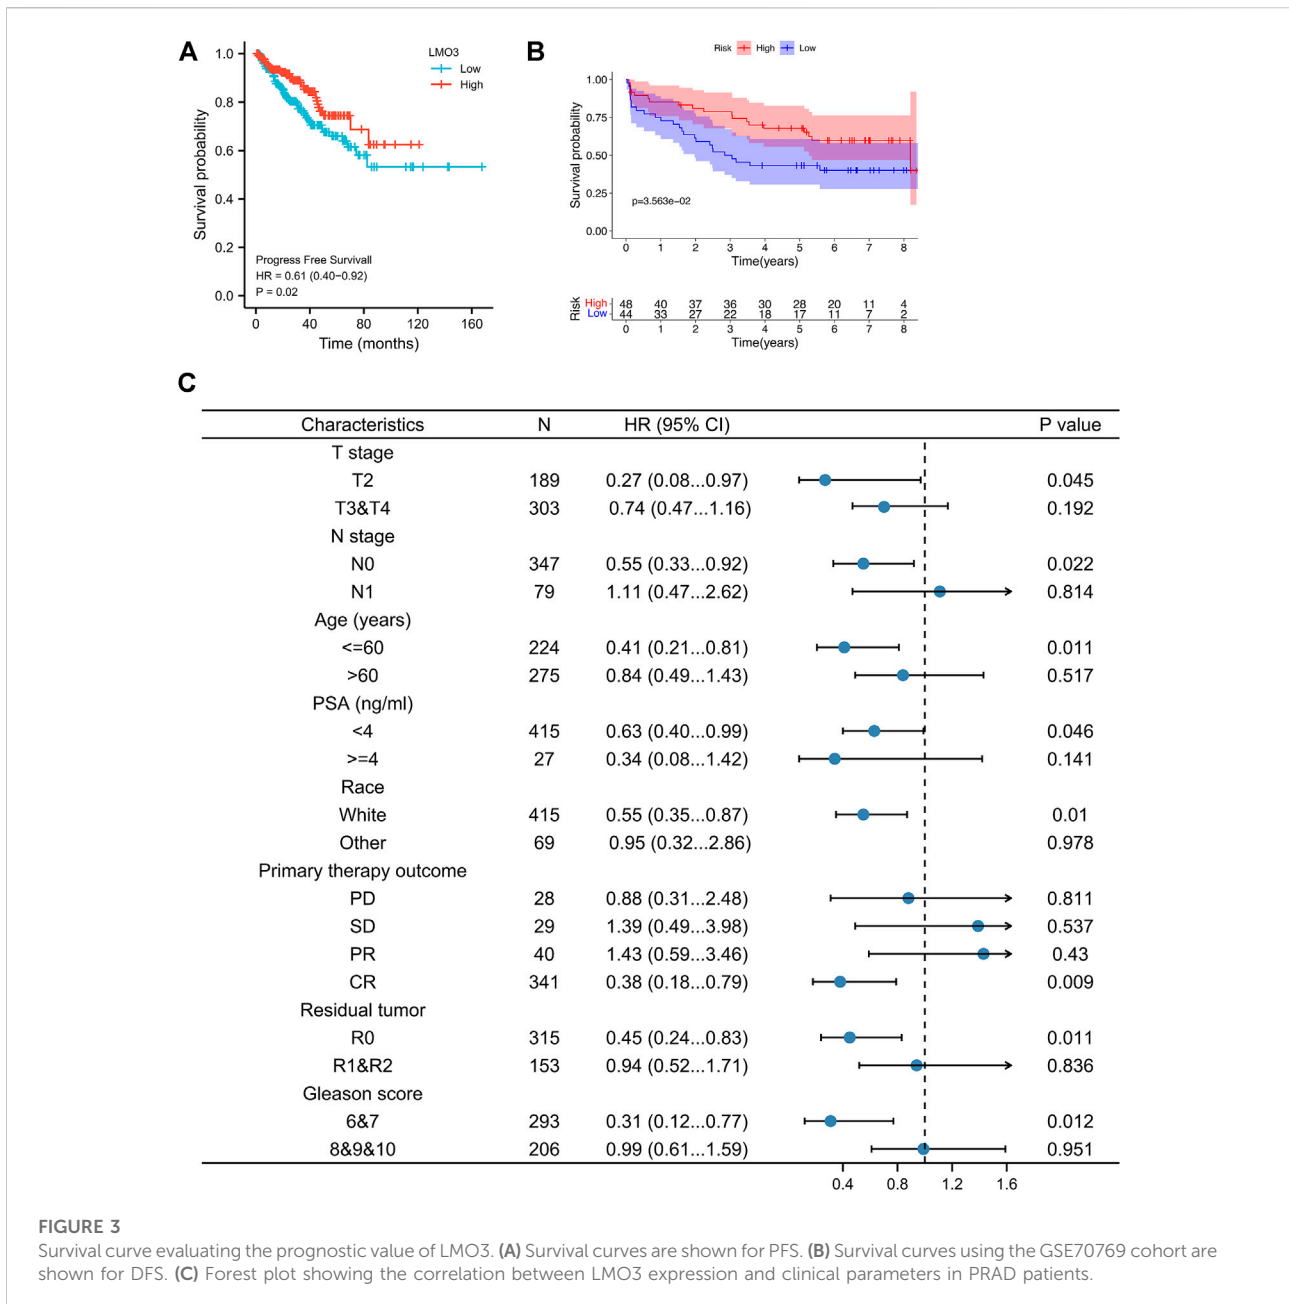 A
LMO3
Low
High
1.0
0.8
0.6
0.4
0.2
0.0
Survival probability
Progress Free Survivall
HR = 0.61 (0.40−0.92)
P = 0.02
0 40 80 120 160
Time (months)
B
Risk High Low
1.00
0.75
0.50
0.25
0.00
Survival probability
p=3.563e−02
0 1 2 3 4 5 6 7 8
Time(years)
Risk
High 48 40 37 36 30 28 20 11 4
Low 44 33 27 22 18 17 11 7 2
0 1 2 3 4 5 6 7 8
Time(years)
C
Characteristics N HR (95% CI) P value
T stage
T2 189 0.27 (0.08...0.97) 0.045
T3&T4 303 0.74 (0.47...1.16) 0.192
N stage
N0 347 0.55 (0.33...0.92) 0.022
N1 79 1.11 (0.47...2.62) 0.814
Age (years)
<=60 224 0.41 (0.21...0.81) 0.011
>60 275 0.84 (0.49...1.43) 0.517
PSA (ng/ml)
<4 415 0.63 (0.40...0.99) 0.046
>=4 27 0.34 (0.08...1.42) 0.141
Race
White 415 0.55 (0.35...0.87) 0.01
Other 69 0.95 (0.32...2.86) 0.978
Primary therapy outcome
PD 28 0.88 (0.31...2.48) 0.811
SD 29 1.39 (0.49...3.98) 0.537
PR 40 1.43 (0.59...3.46) 0.43
CR 341 0.38 (0.18...0.79) 0.009
Residual tumor
R0 315 0.45 (0.24...0.83) 0.011
R1&R2 153 0.94 (0.52...1.71) 0.836
Gleason score
6&7 293 0.31 (0.12...0.77) 0.012
8&9&10 206 0.99 (0.61...1.59) 0.951
0.4 0.8 1.2 1.6
FIGURE 3
Survival curve evaluating the prognostic value of LMO3. (A) Survival curves are shown for PFS. (B) Survival curves using the GSE70769 cohort are
shown for DFS. (C) Forest plot showing the correlation between LMO3 expression and clinical parameters in PRAD patients.